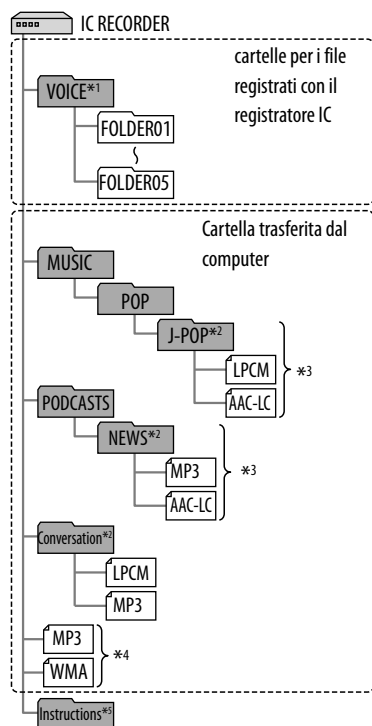 IC RECORDER
cartelle per i file
registrati con il
registratore IC
VOICE*1
FOLDER01
FOLDER05
Cartella trasferita dal
computer
MUSIC
POP
J-POP*2
LPCM
AAC-LC
*3
PODCASTS
NEWS*2
MP3
AAC-LC
*3
Conversation*2
LPCM
MP3
MP3
WMA
*4
Instructions*5